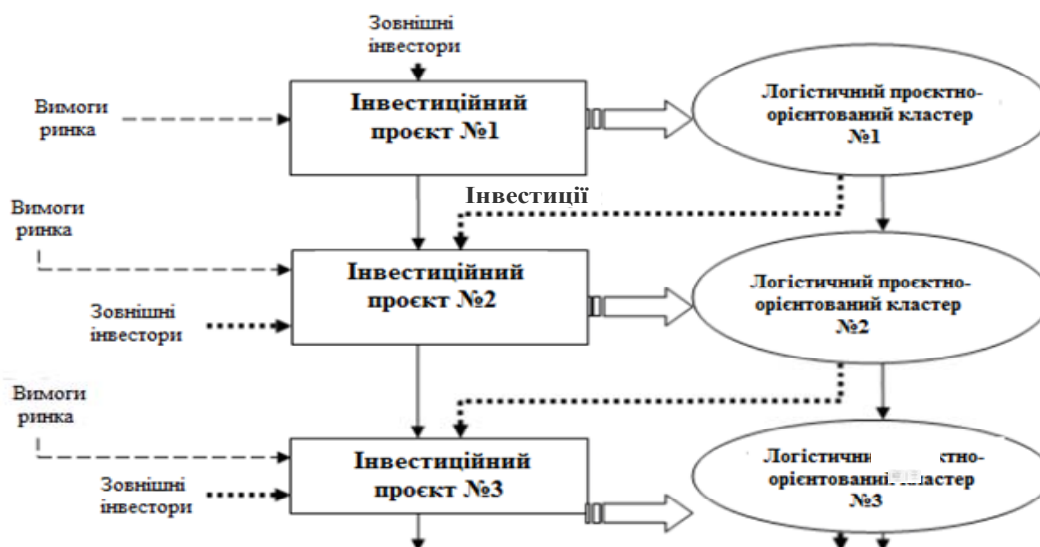 Зовнішні
інвестори
Вимоги
ринка
Інвестиційний
проєкт №1
Логістичний проєктно-
орієнтований кластер
№1
Інвестиції
Вимоги
ринка
Інвестиційний
проєкт №2
Логістичний проєктно-
орієнтований кластер
№2
Зовнішні
інвестори
Вимоги
ринка
Інвестиційний
проєкт №3
Зовнішні
інвестори
орієнтований кластер
№3